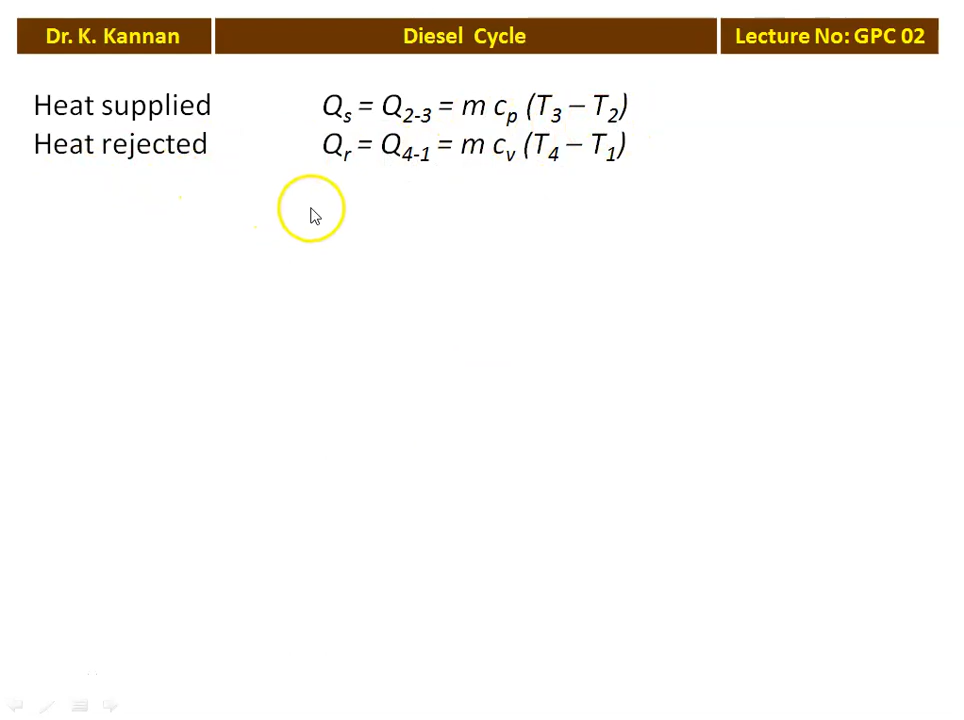 Dr. K. Kannan
Diesel Cycle
Lecture No: GPC 02
Heat supplied Qₛ = Q₂₋₃ = m cₚ (T₃ – T₂)
Heat rejected Qᵣ = Q₄₋₁ = m cᵥ (T₄ – T₁)